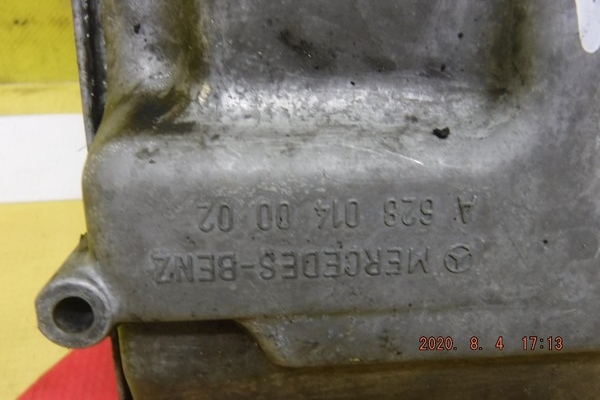 MERCEDES-BENZ
A 628 014 00 02
2020. 8. 4 17:13